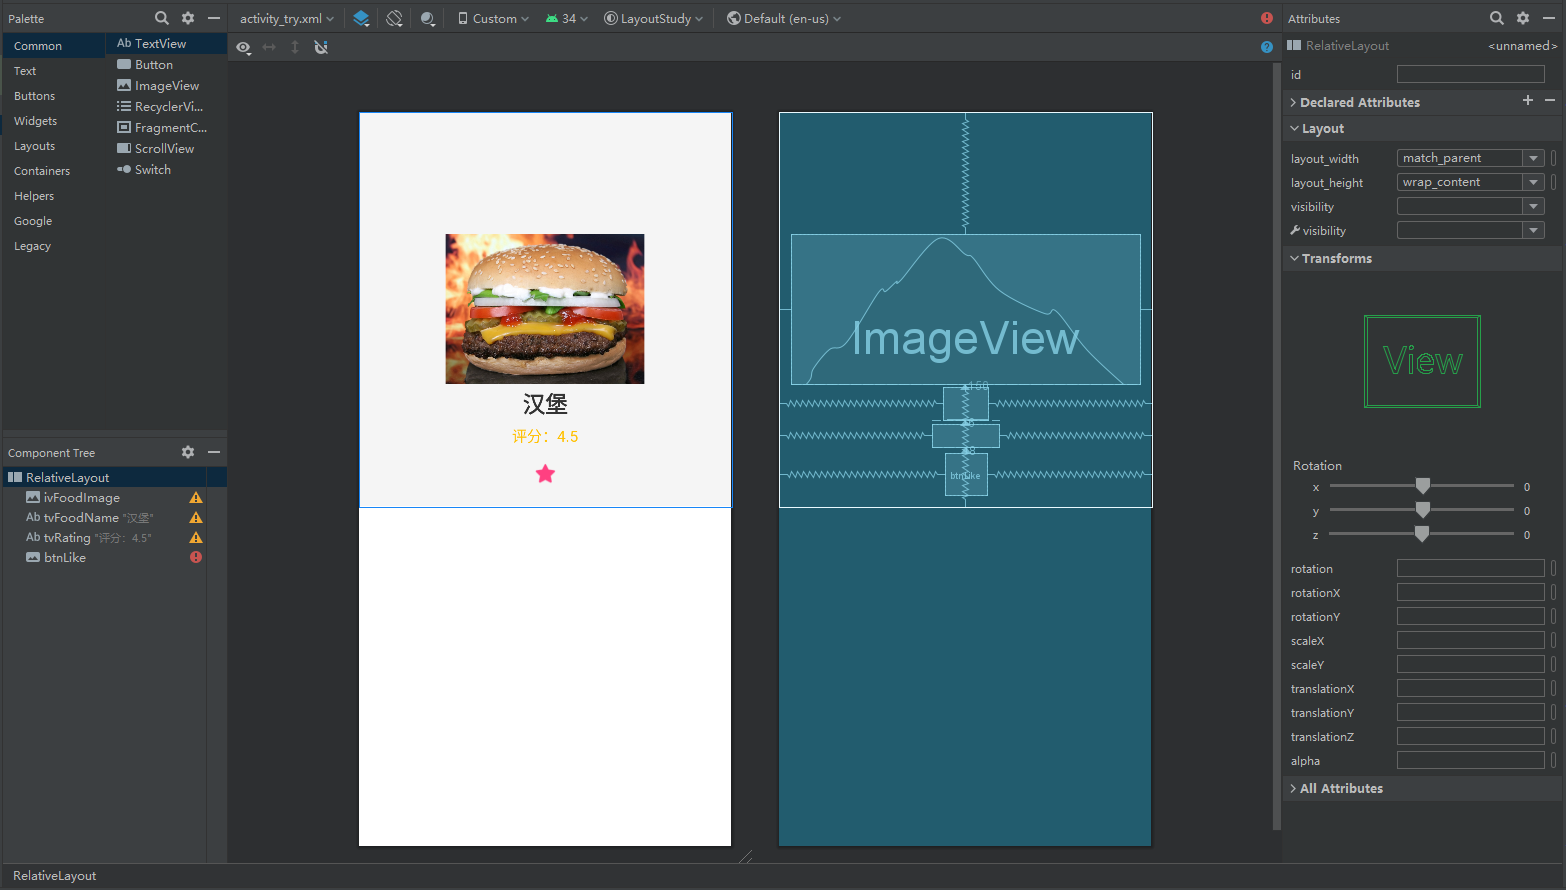 Palette
activity_try.xml
Custom
34
LayoutStudy
Default (en-us)
Attributes
Common
Text
Buttons
Widgets
Layouts
Containers
Helpers
Google
Legacy
Ab TextView
Button
ImageView
RecyclerVi...
FragmentC...
ScrollView
Switch
Component Tree
RelativeLayout
ivFoodImage
Ab tvFoodName "汉堡"
Ab tvRating "评分：4.5"
btnLike
汉堡
评分：4.5
ImageView
150
8
8
btnLike
RelativeLayout
<unnamed>
id
Declared Attributes
Layout
layout_width
match_parent
layout_height
wrap_content
visibility
visibility
Transforms
View
Rotation
x
0
y
0
z
0
rotation
rotationX
rotationY
scaleX
scaleY
translationX
translationY
translationZ
alpha
All Attributes
RelativeLayout